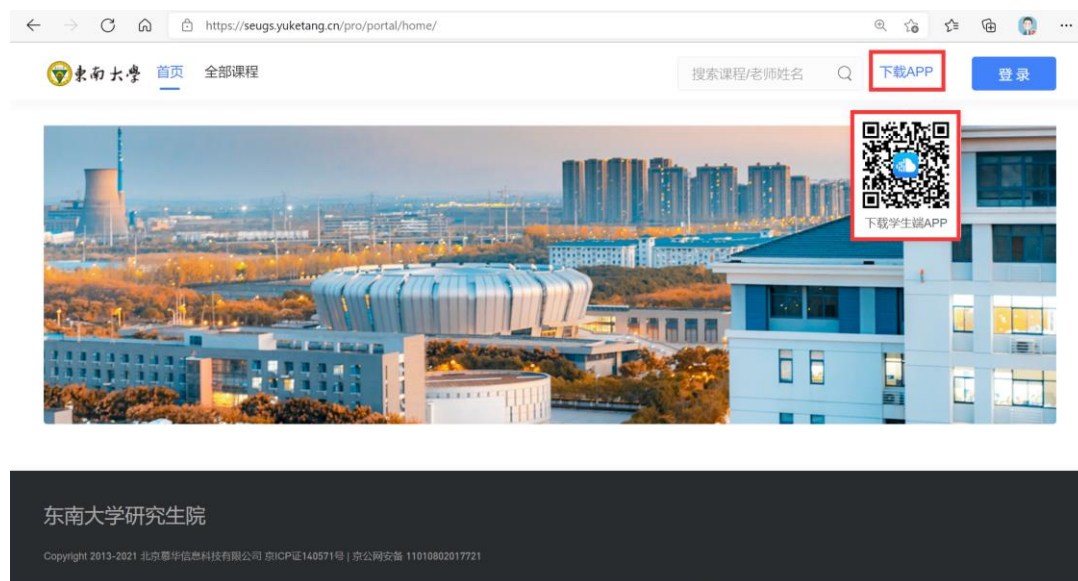 https://seugs.yuketang.cn/pro/portal/home/
东南大学 首页 全部课程 搜索课程/老师姓名 下载APP 登录
下载学生端APP
东南大学研究生院
Copyright 2013-2021 北京慕华信息科技有限公司 京ICP证140571号 | 京公网安备 11010802017721